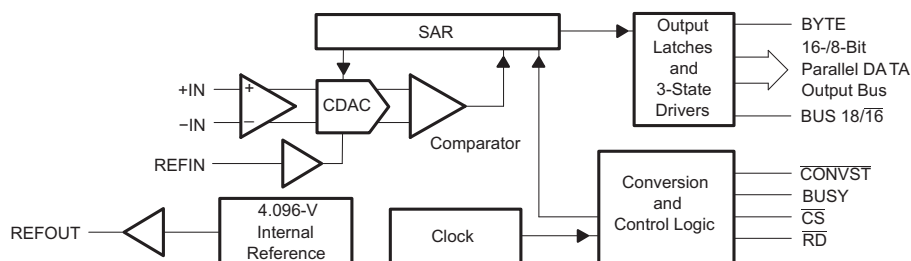 SAR
Output
Latches
and
3-State
Drivers
BYTE
16-/8-Bit
Parallel DATA
Output Bus
BUS 18/16
+IN
−IN
+
−
CDAC
Comparator
REFIN
REFOUT
4.096-V
Internal
Reference
Clock
Conversion
and
Control Logic
CONVST
BUSY
CS
RD